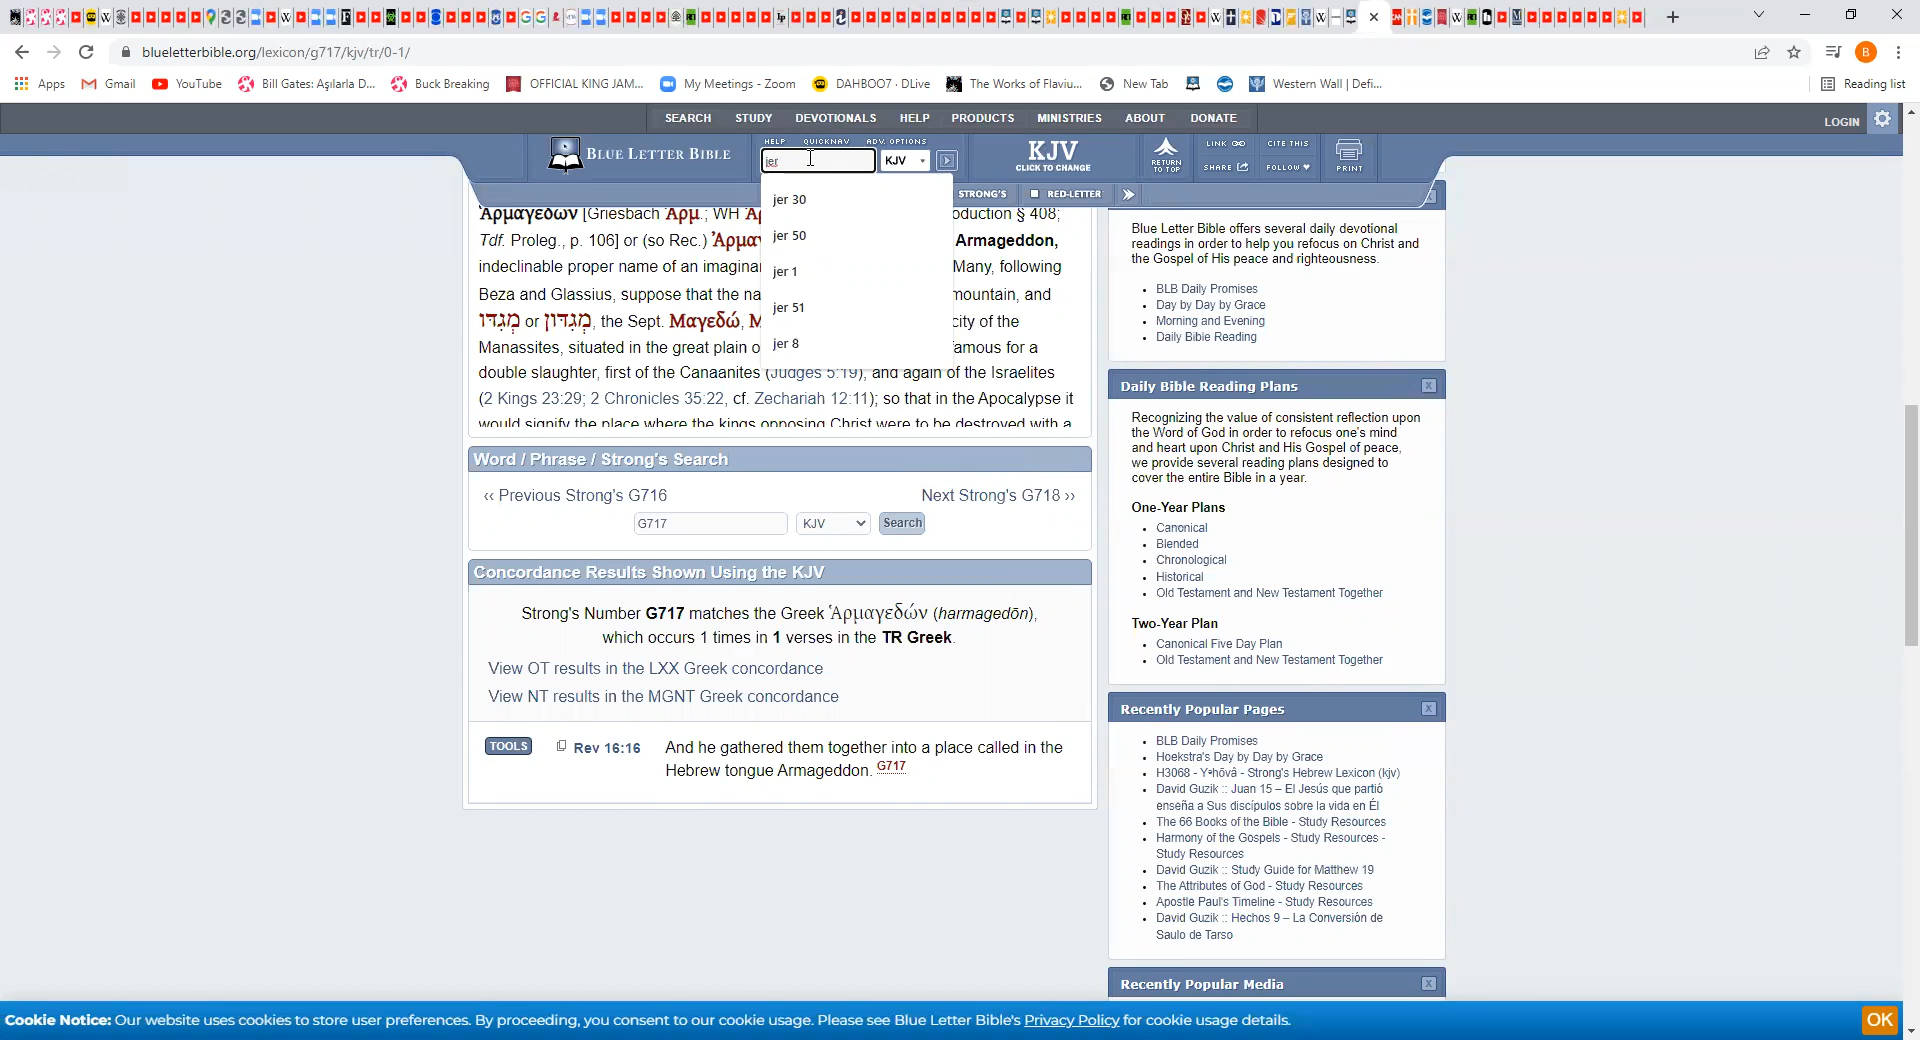 blueletterbible.org/lexicon/g717/kjv/tr/0-1/
B
Apps Gmail YouTube Bill Gates: Aşılarla D... Buck Breaking OFFICIAL KING JAM... My Meetings - Zoom DAHBOO7 · DLive The Works of Flaviu... New Tab Western Wall | Defi... Reading list
SEARCH STUDY DEVOTIONALS HELP PRODUCTS MINISTRIES ABOUT DONATE LOGIN
HELP QUICKNAV ADV. OPTIONS
BLUE LETTER BIBLE jer KJV
KJV
CLICK TO CHANGE
RETURN TO TOP
LINK CITE THIS
SHARE FOLLOW PRINT
STRONG'S RED-LETTER
jer 30
jer 50
jer 1
jer 51
jer 8
Ἁρμαγεδών [Griesbach Ἁρμ.; WH oduction § 408;
Tdf. Proleg., p. 106] or (so Rec.) Armageddon,
indeclinable proper name of an imagina Many, following
Beza and Glassius, suppose that the na mountain, and
מְגִדּוֹ or מְגִדּוֹן, the Sept. Μαγεδώ, city of the
Manassites, situated in the great plain o famous for a
double slaughter, first of the Canaanites (Judges 5:19), and again of the Israelites
(2 Kings 23:29; 2 Chronicles 35:22, cf. Zechariah 12:11); so that in the Apocalypse it
would signify the place where the kings opposing Christ were to be destroyed with a
Word / Phrase / Strong's Search
‹‹ Previous Strong's G716 Next Strong's G718 ››
G717 KJV Search
Concordance Results Shown Using the KJV
Strong's Number G717 matches the Greek Ἁρμαγεδών (harmagedōn),
which occurs 1 times in 1 verses in the TR Greek.
View OT results in the LXX Greek concordance
View NT results in the MGNT Greek concordance
TOOLS Rev 16:16 And he gathered them together into a place called in the
Hebrew tongue Armageddon. G717
Blue Letter Bible offers several daily devotional
readings in order to help you refocus on Christ and
the Gospel of His peace and righteousness.
BLB Daily Promises
Day by Day by Grace
Morning and Evening
Daily Bible Reading
Daily Bible Reading Plans
Recognizing the value of consistent reflection upon
the Word of God in order to refocus one's mind
and heart upon Christ and His Gospel of peace,
we provide several reading plans designed to
cover the entire Bible in a year.
One-Year Plans
Canonical
Blended
Chronological
Historical
Old Testament and New Testament Together
Two-Year Plan
Canonical Five Day Plan
Old Testament and New Testament Together
Recently Popular Pages
BLB Daily Promises
Hoekstra's Day by Day by Grace
H3068 - Yᵊhōvâ - Strong's Hebrew Lexicon (kjv)
David Guzik :: Juan 15 – El Jesús que partió
enseña a Sus discípulos sobre la vida en Él
The 66 Books of the Bible - Study Resources
Harmony of the Gospels - Study Resources -
Study Resources
David Guzik :: Study Guide for Matthew 19
The Attributes of God - Study Resources
Apostle Paul's Timeline - Study Resources
David Guzik :: Hechos 9 – La Conversión de
Saulo de Tarso
Recently Popular Media
Cookie Notice: Our website uses cookies to store user preferences. By proceeding, you consent to our cookie usage. Please see Blue Letter Bible's Privacy Policy for cookie usage details. OK